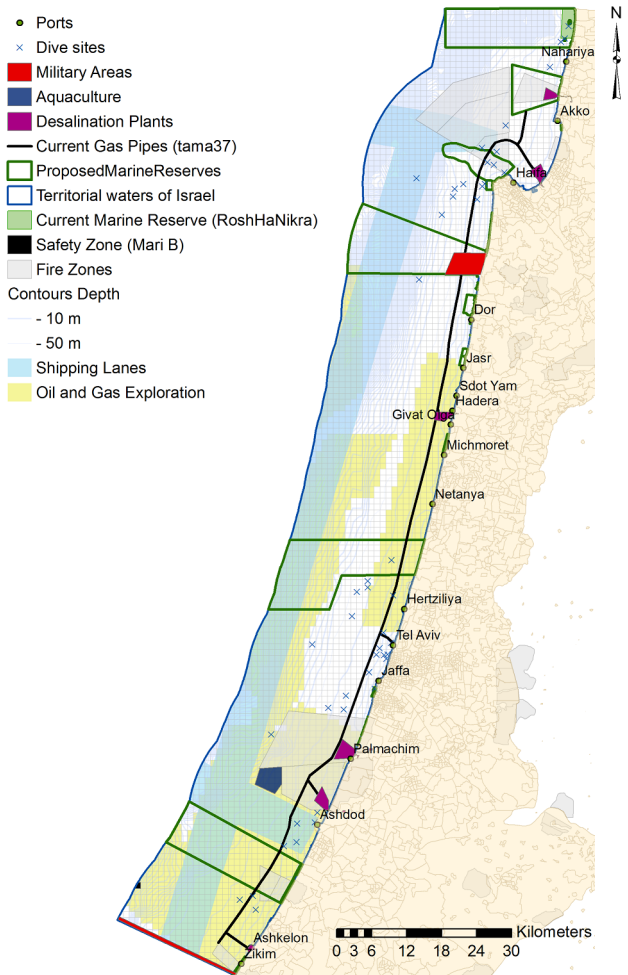 Ports
Dive sites
Military Areas
Aquaculture
Desalination Plants
Current Gas Pipes (tama37)
ProposedMarineReserves
Territorial waters of Israel
Current Marine Reserve (RoshHaNikra)
Safety Zone (Mari B)
Fire Zones
Contours Depth
- 10 m
- 50 m
Shipping Lanes
Oil and Gas Exploration
N
Nahariya
Akko
Haifa
Dor
Jasr
Sdot Yam
Hadera
Givat Olga
Michmoret
Netanya
Hertziliya
Tel Aviv
Jaffa
Palmachim
Ashdod
Ashkelon
Zikim
Kilometers
0 3 6 12 18 24 30